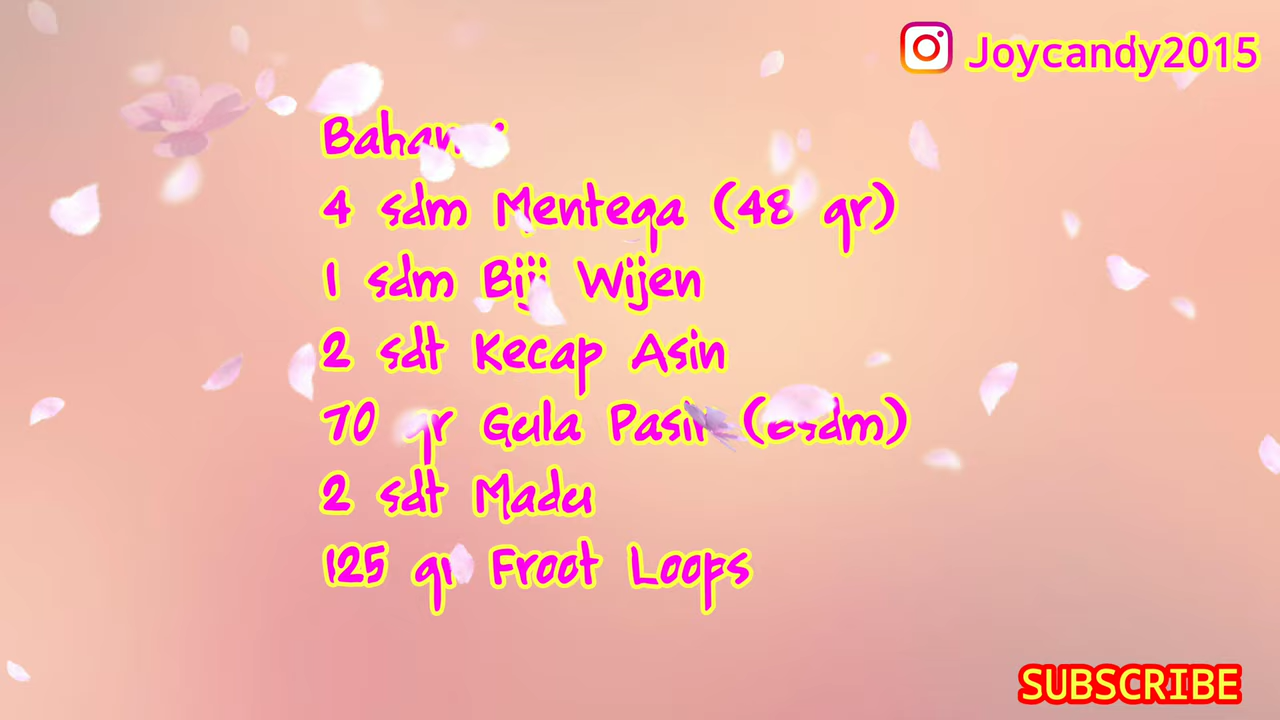 Joycandy2015
4 sdm Mentega (48 gr)
1 sdm Biji Wijen
2 sdt Kecap Asin
70 gr Gula Pasir
2 sdt Madu
125 gr Froot Loops
SUBSCRIBE